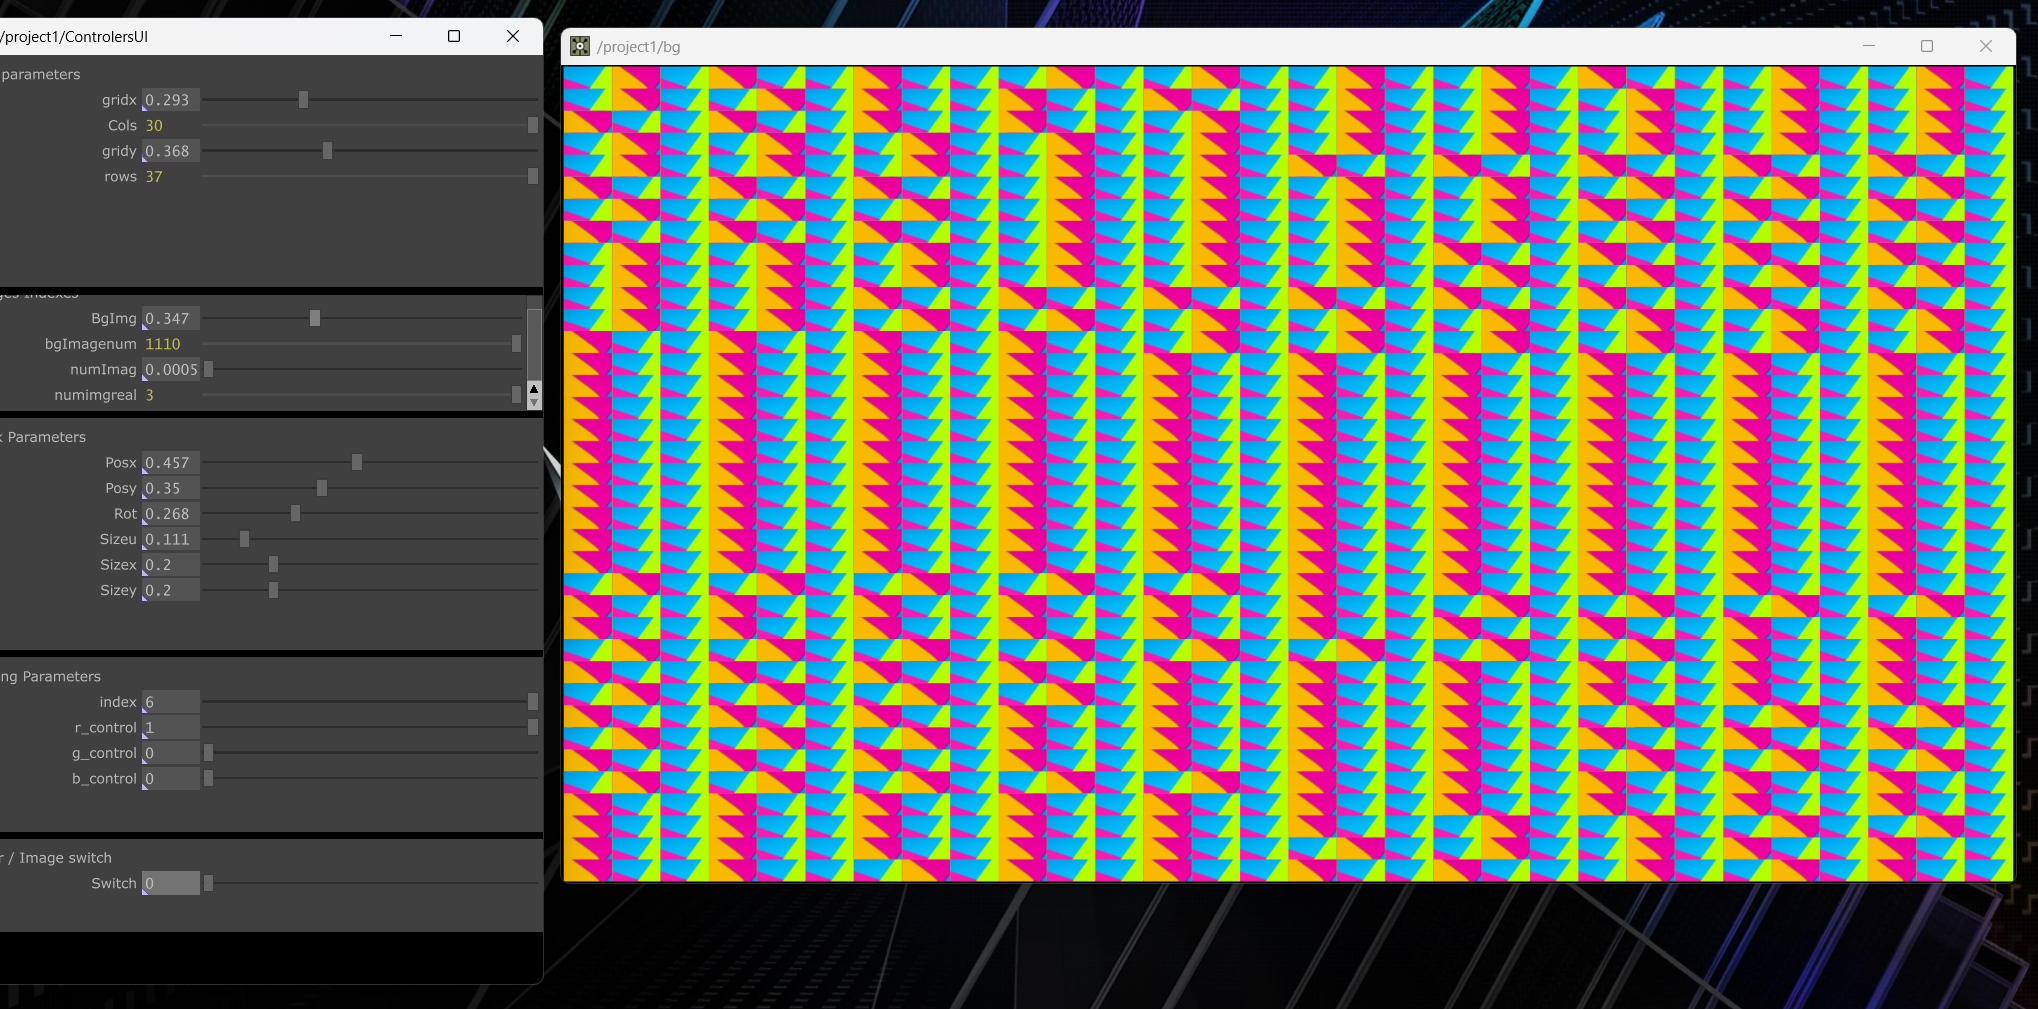 /project1/ControlersUI
parameters
gridx 0.293
Cols 30
gridy 0.368
rows 37
Indexes
BgImg 0.347
bgImagenum 1110
numImag 0.0005
numimgreal 3
Parameters
Posx 0.457
Posy 0.35
Rot 0.268
Sizeu 0.111
Sizex 0.2
Sizey 0.2
ng Parameters
index 6
r_control 1
g_control 0
b_control 0
r / Image switch
Switch 0
/project1/bg